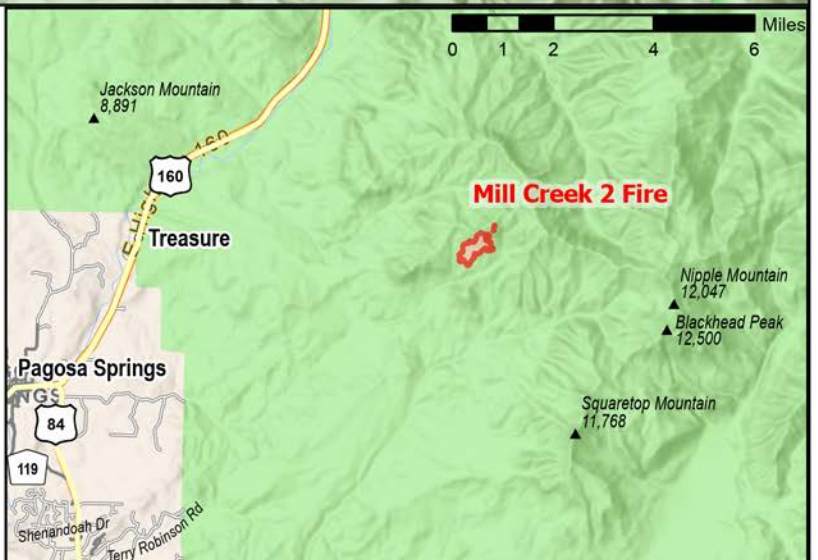 Miles
0 1 2 4 6
Jackson Mountain
8,891
160
160
E High
Mill Creek 2 Fire
Treasure
Nipple Mountain
12,047
Blackhead Peak
12,500
Pagosa Springs
NGS
84
Squaretop Mountain
11,768
119
Shenandoah Dr
Terry Robinson Rd